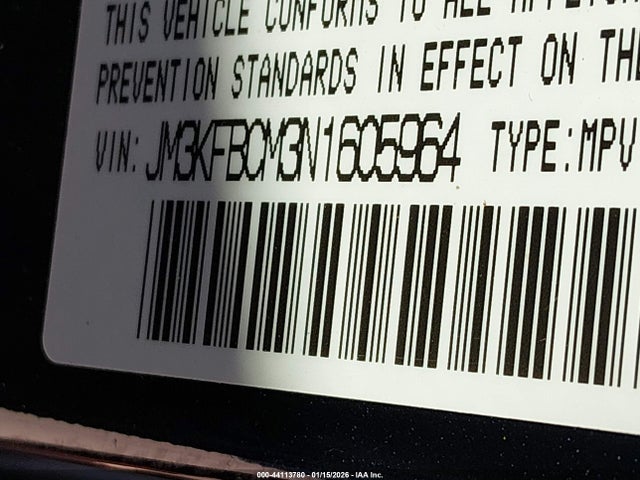 THIS VEHICLE CONFORMS TO ALL
PREVENTION STANDARDS IN EFFECT ON THE
VIN: JM3KFBCM3N1605964 TYPE:MPV
000-44113780 - 01/15/2026 - IAA Inc.